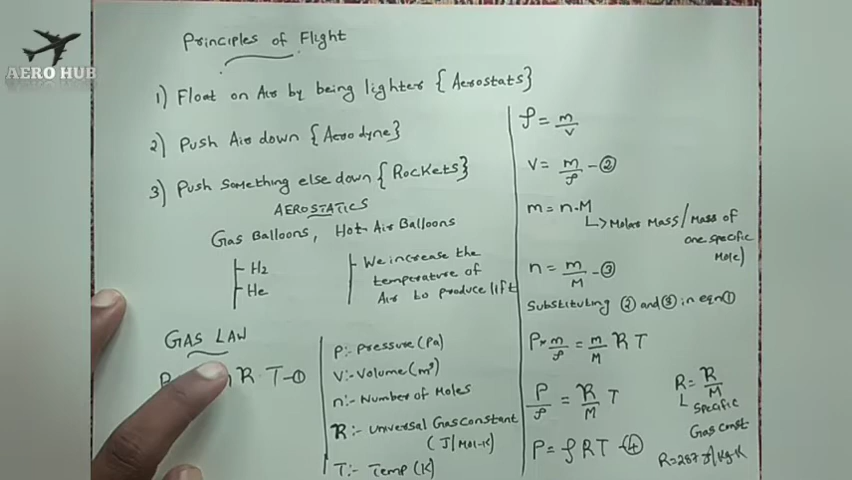 AERO HUB
Principles of Flight
1) Float on Air by being lighter { Aerostats}
2) Push Air down { Aerodyne}
3) Push Something else down { Rockets}
AEROSTATICS
Gas Balloons, Hot Air Balloons
H2
He
We increase the
temperature of
Air to produce lift
GAS LAW
R T-①
P:- Pressure (Pa)
V:- Volume (m³)
n:- Number of Moles
R:- Universal Gas constant
(J/Mol-K)
T:- Temp (K)
ρ = m/V
V = m/ρ -②
m = n.M
↳ Molar Mass/Mass of
one specific
Mole)
n = m/M -③
Substituting ② and ③ in eqn ①
P× m/ρ = m/M R T
P/ρ = R/M T
R = R/M
Specific
Gas const
P = ρ R T -④
R=287 J/kg-K